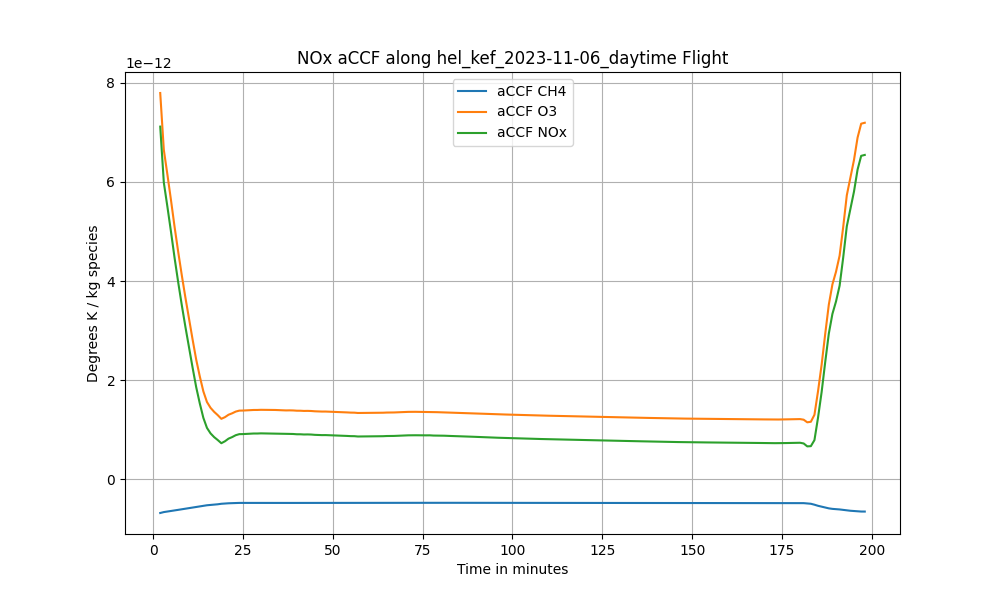 NOx aCCF along hel_kef_2023-11-06_daytime Flight
1e−12
aCCF CH4
aCCF O3
aCCF NOx
Degrees K / kg species
8
6
4
2
0
0 25 50 75 100 125 150 175 200
Time in minutes